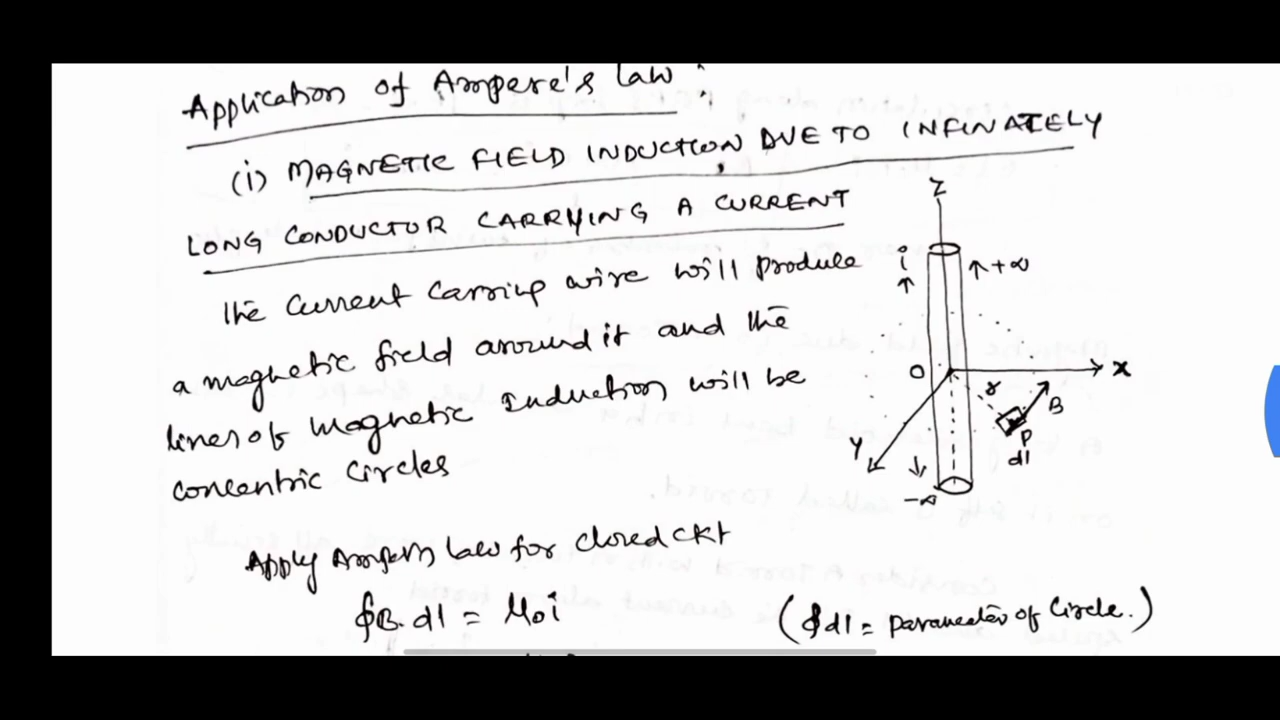 Application of Ampere's law :
(i) MAGNETIC FIELD INDUCTION DUE TO INFINATELY
LONG CONDUCTOR CARRYING A CURRENT
The current carrying wire will produce
a magnetic field around it and the
lines of magnetic Induction will be
concentric circles
Z
i
↑ ↑ +∞
O
X
r
B
P
dl
Y
↓
-∞
Apply Amperes law for closed ckt
∮B.dl = μ₀i
(∮dl = parameter of Circle.)